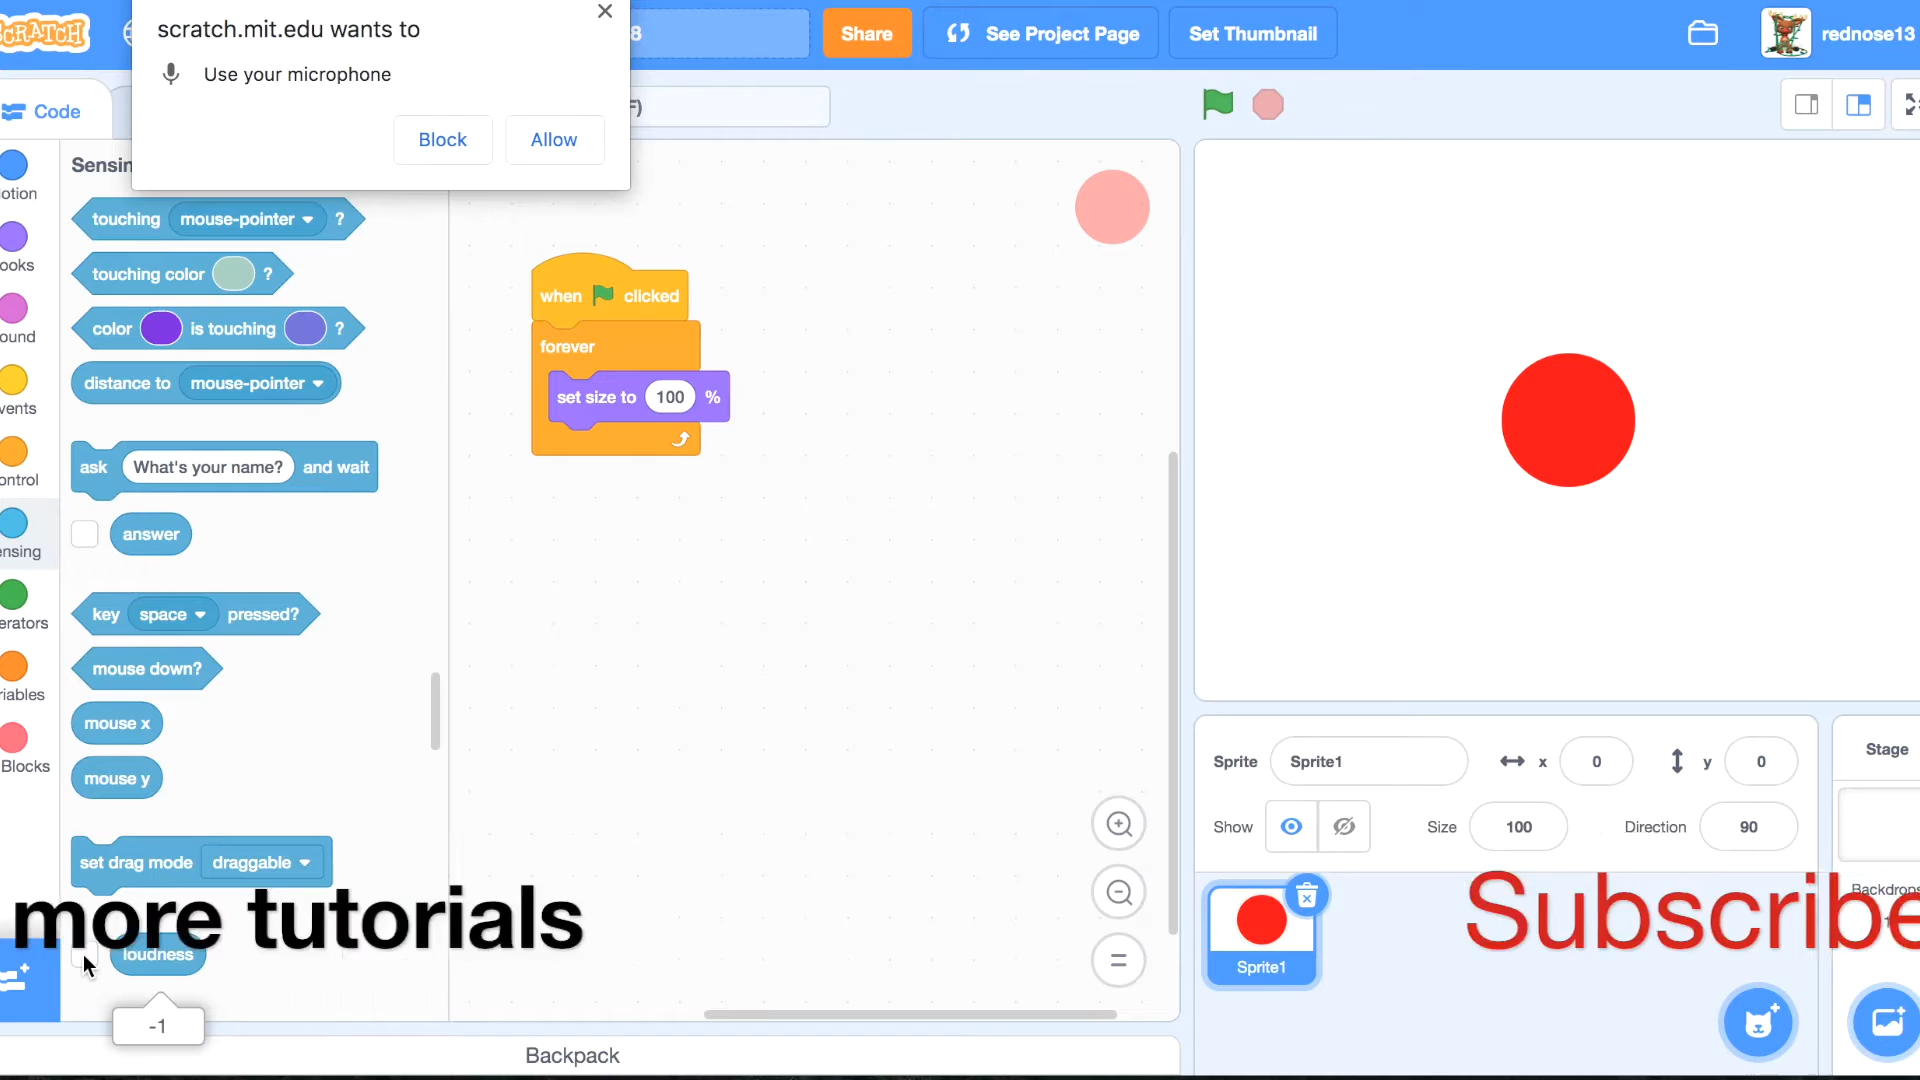 SCRATCH
scratch.mit.edu wants to
Use your microphone
Block
Allow
8
Share
See Project Page
Set Thumbnail
rednose13
Code
F)
Sensin
otion
ooks
ound
vents
ontrol
ensing
erators
riables
Blocks
touching mouse-pointer ?
touching color ?
color is touching ?
distance to mouse-pointer
ask What's your name? and wait
answer
key space pressed?
mouse down?
mouse x
mouse y
set drag mode draggable
loudness
-1
when clicked
forever
set size to 100 %
more tutorials
Subscribe
Sprite Sprite1 x 0 y 0
Show Size 100 Direction 90
Sprite1
Stage
Backdrops
Backpack